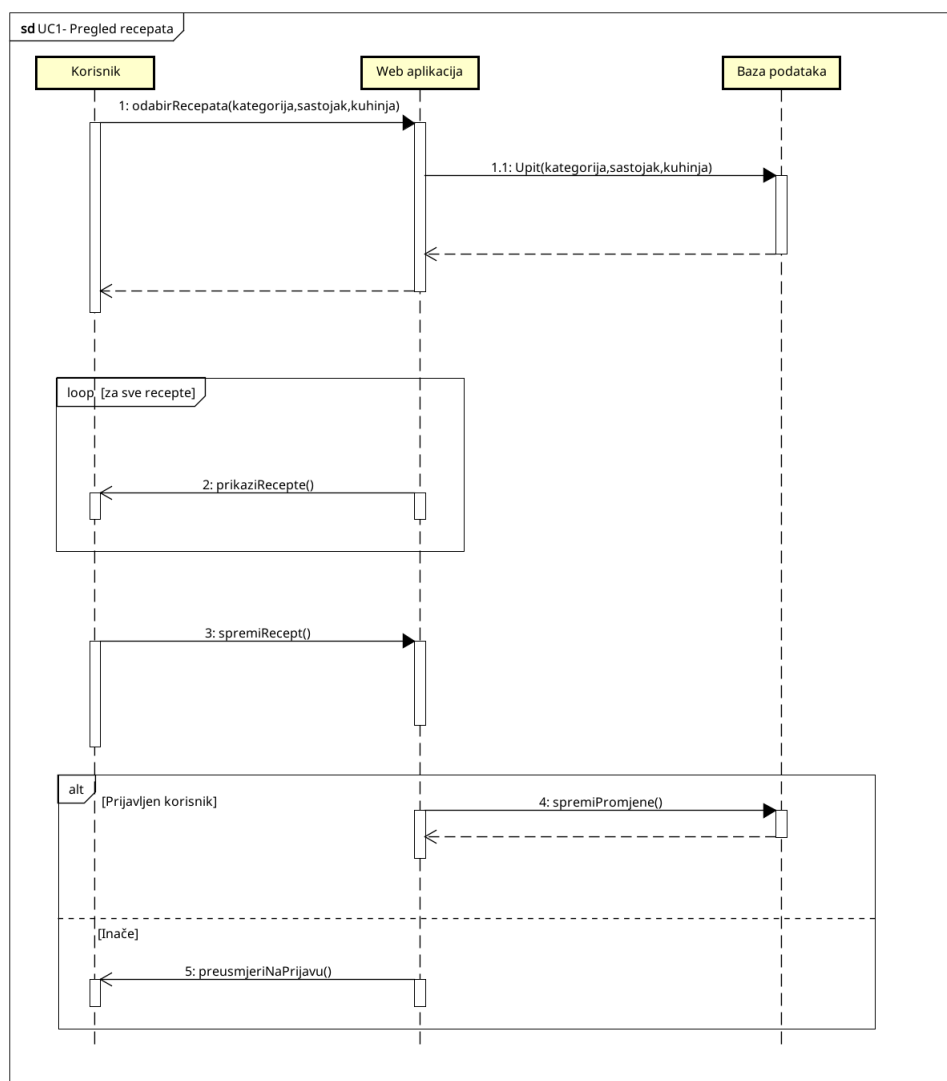 sd UC1- Pregled recepata
Korisnik
Web aplikacija
Baza podataka
1: odabirRecepata(kategorija,sastojak,kuhinja)
1.1: Upit(kategorija,sastojak,kuhinja)
loop [za sve recepte]
2: prikaziRecepte()
3: spremiRecept()
alt
[Prijavljen korisnik]
4: spremiPromjene()
[Inače]
5: preusmjeriNaPrijavu()